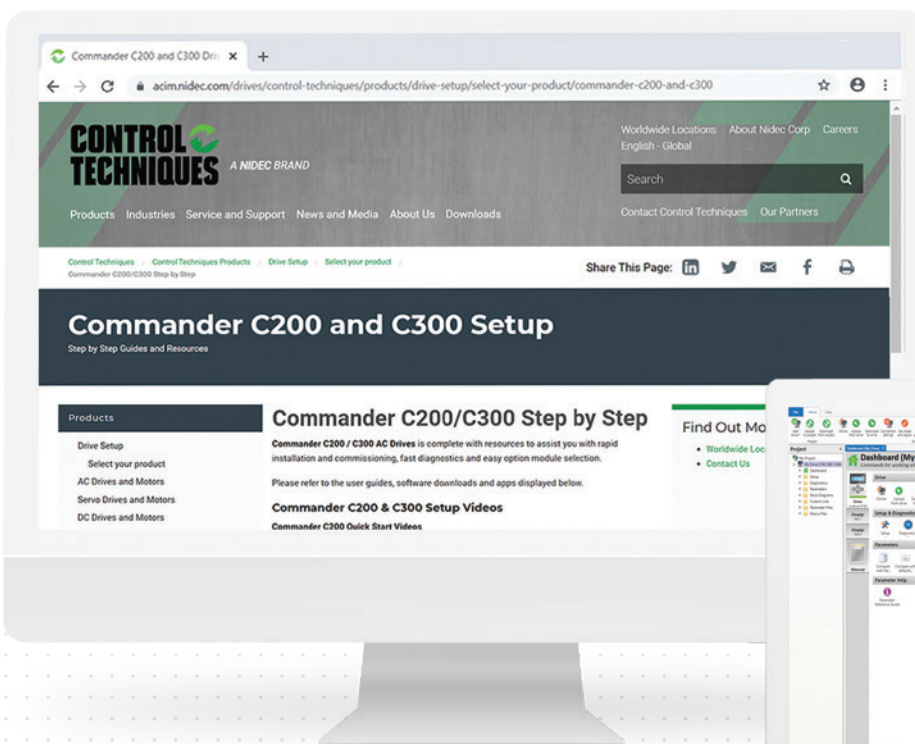 Commander C200 and C300 Driv
acim.nidec.com/drives/control-techniques/products/drive-setup/select-your-product/commander-c200-and-c300
CONTROL
TECHNIQUES
A NIDEC BRAND
Worldwide Locations About Nidec Corp Careers
English - Global
Search
Products Industries Service and Support News and Media About Us Downloads
Contact Control Techniques Our Partners
Control Techniques / Control Techniques Products / Drive Setup / Select your product /
Commander C200/C300 Step by Step
Share This Page:
Commander C200 and C300 Setup
Step by Step Guides and Resources
Products
Drive Setup
Select your product
AC Drives and Motors
Servo Drives and Motors
DC Drives and Motors
Commander C200/C300 Step by Step
Commander C200 / C300 AC Drives is complete with resources to assist you with rapid
installation and commissioning, fast diagnostics and easy option module selection.
Please refer to the user guides, software downloads and apps displayed below.
Commander C200 & C300 Setup Videos
Commander C200 Quick Start Videos
Find Out Mo
Worldwide Loc
Contact Us
Project
Dashboard (My
Commands for working
Drive
Setup & Diagnostic
Setup
Parameters
Parameter Help
Parameter
Reference Guide
Ethernet